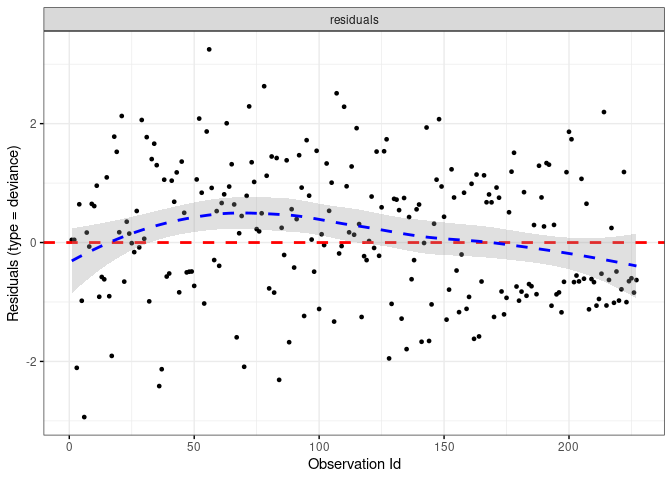 residuals
Residuals (type = deviance)
2
0
-2
0
50
100
150
200
Observation Id